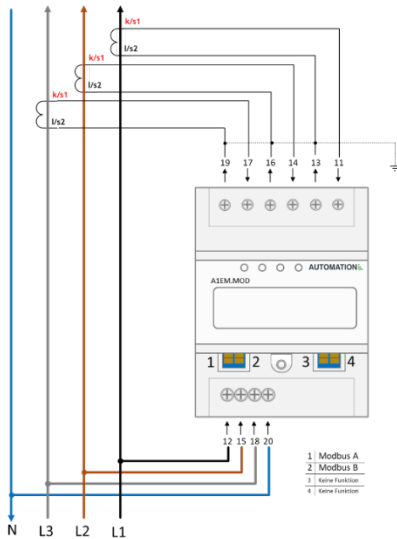 k/s1
l/s2
k/s1
l/s2
k/s1
l/s2
19 17 16 14 13 11
AUTOMATION
A1EM.MOD
1 2 3 4
12 15 18 20
1 Modbus A
2 Modbus B
3 Keine Funktion
4 Keine Funktion
N L3 L2 L1